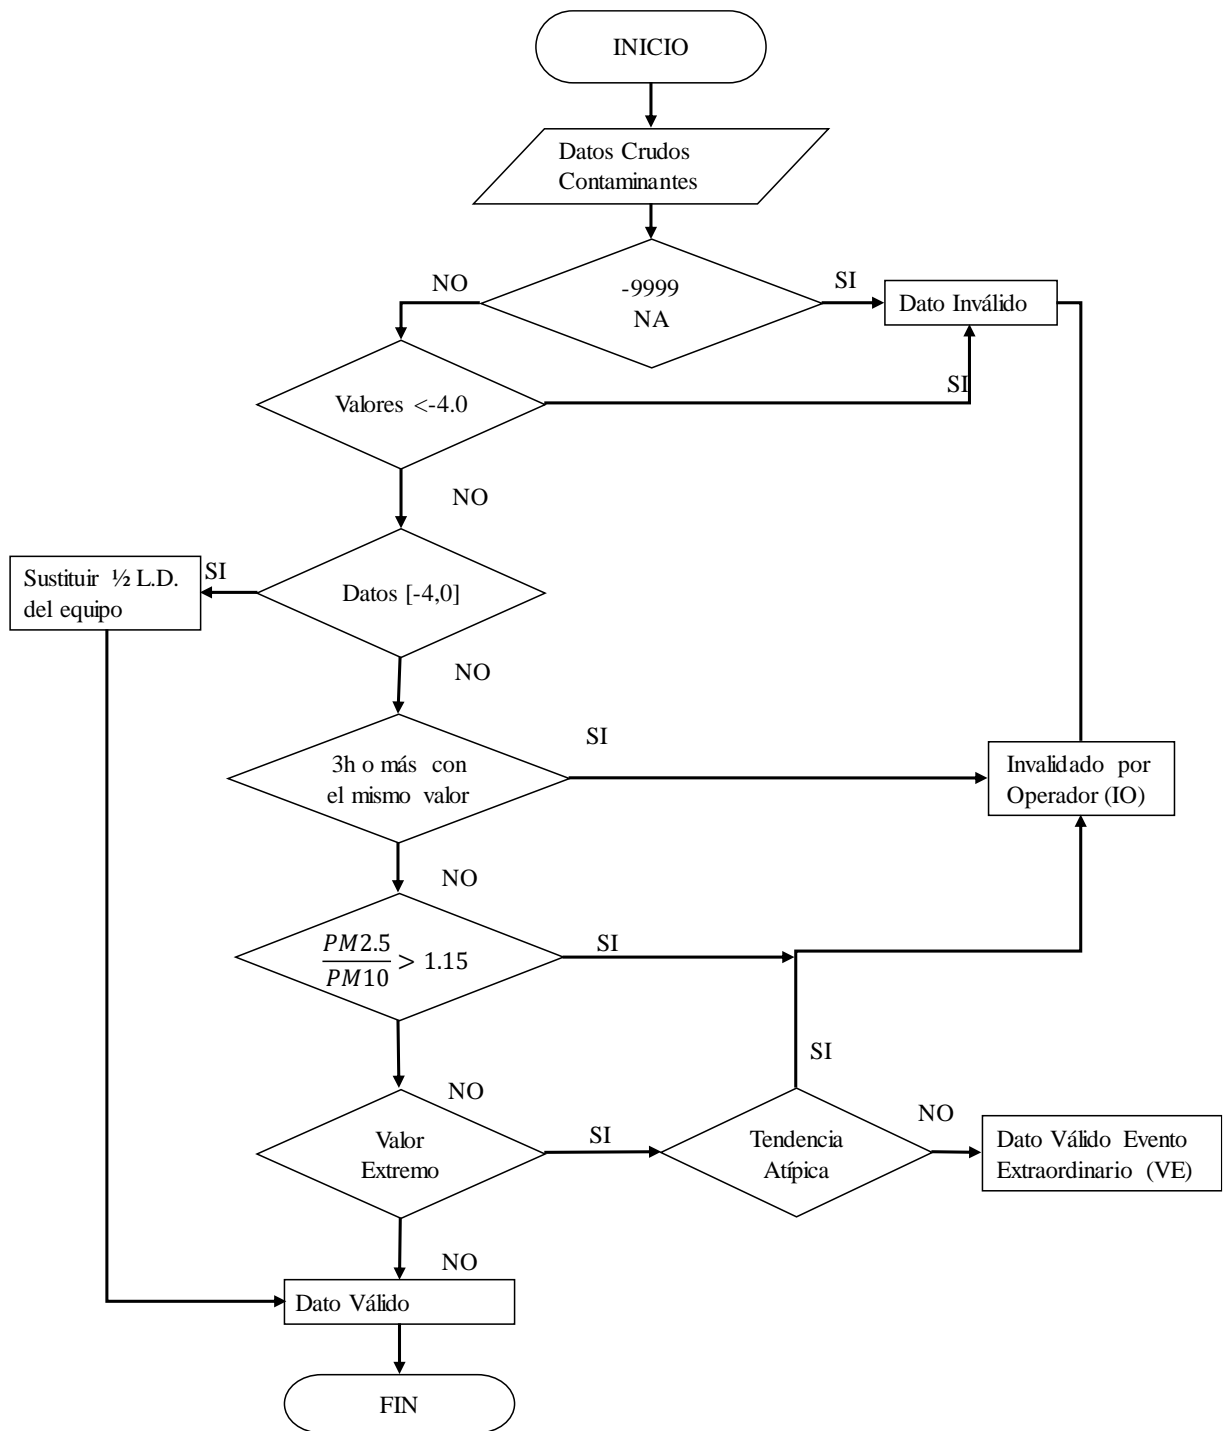 INICIO
Datos Crudos
Contaminantes
NO
-9999
NA
SI
Dato Inválido
Valores <-4.0
SI
NO
Sustituir ½ L.D.
del equipo
SI
Datos [-4,0]
NO
3h o más con
el mismo valor
SI
Invalidado por
Operador (IO)
NO
PM2.5
PM10
> 1.15
SI
NO
SI
Valor
Extremo
SI
Tendencia
Atípica
NO
Dato Válido Evento
Extraordinario (VE)
NO
Dato Válido
FIN